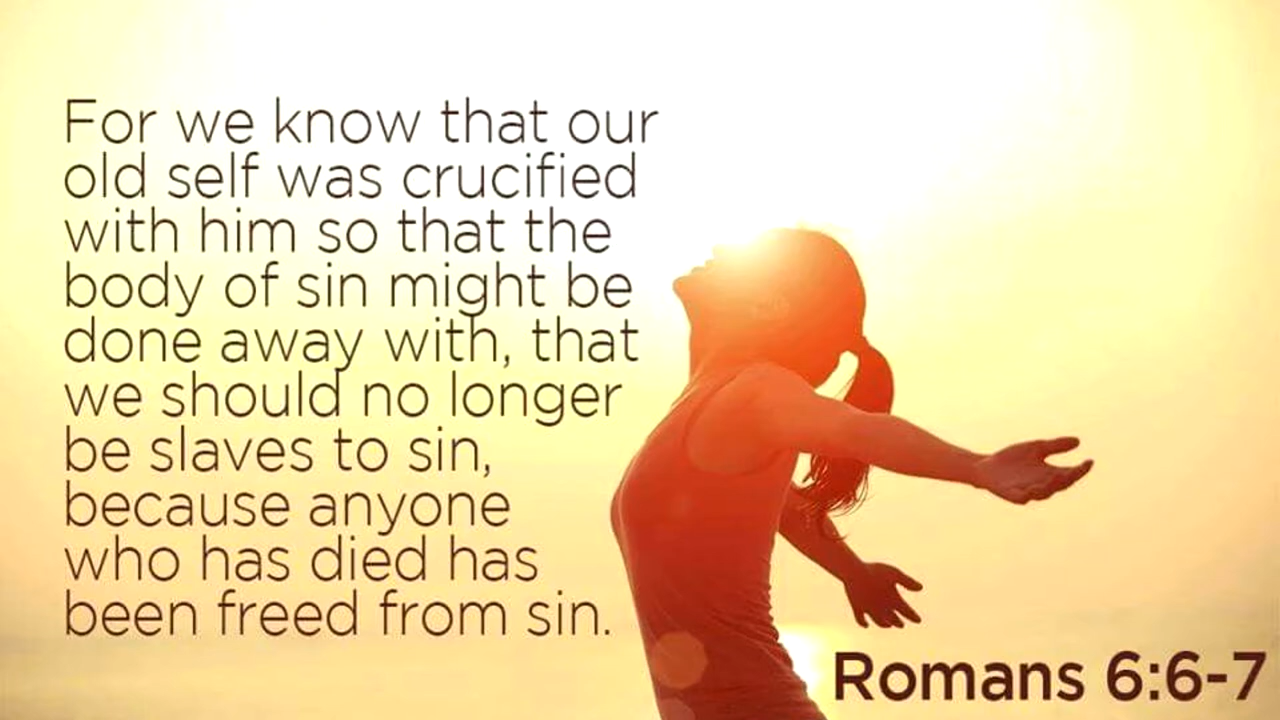 For we know that our
old self was crucified
with him so that the
body of sin might be
done away with, that
we should no longer
be slaves to sin,
because anyone
who has died has
been freed from sin.
Romans 6:6-7